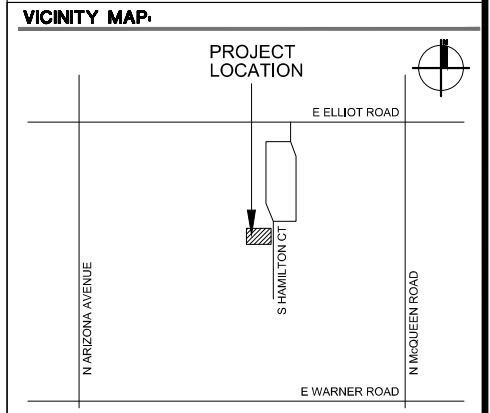 VICINITY MAP:
PROJECT
LOCATION
N
E ELLIOT ROAD
S HAMILTON CT
N ARIZONA AVENUE
N McQUEEN ROAD
E WARNER ROAD